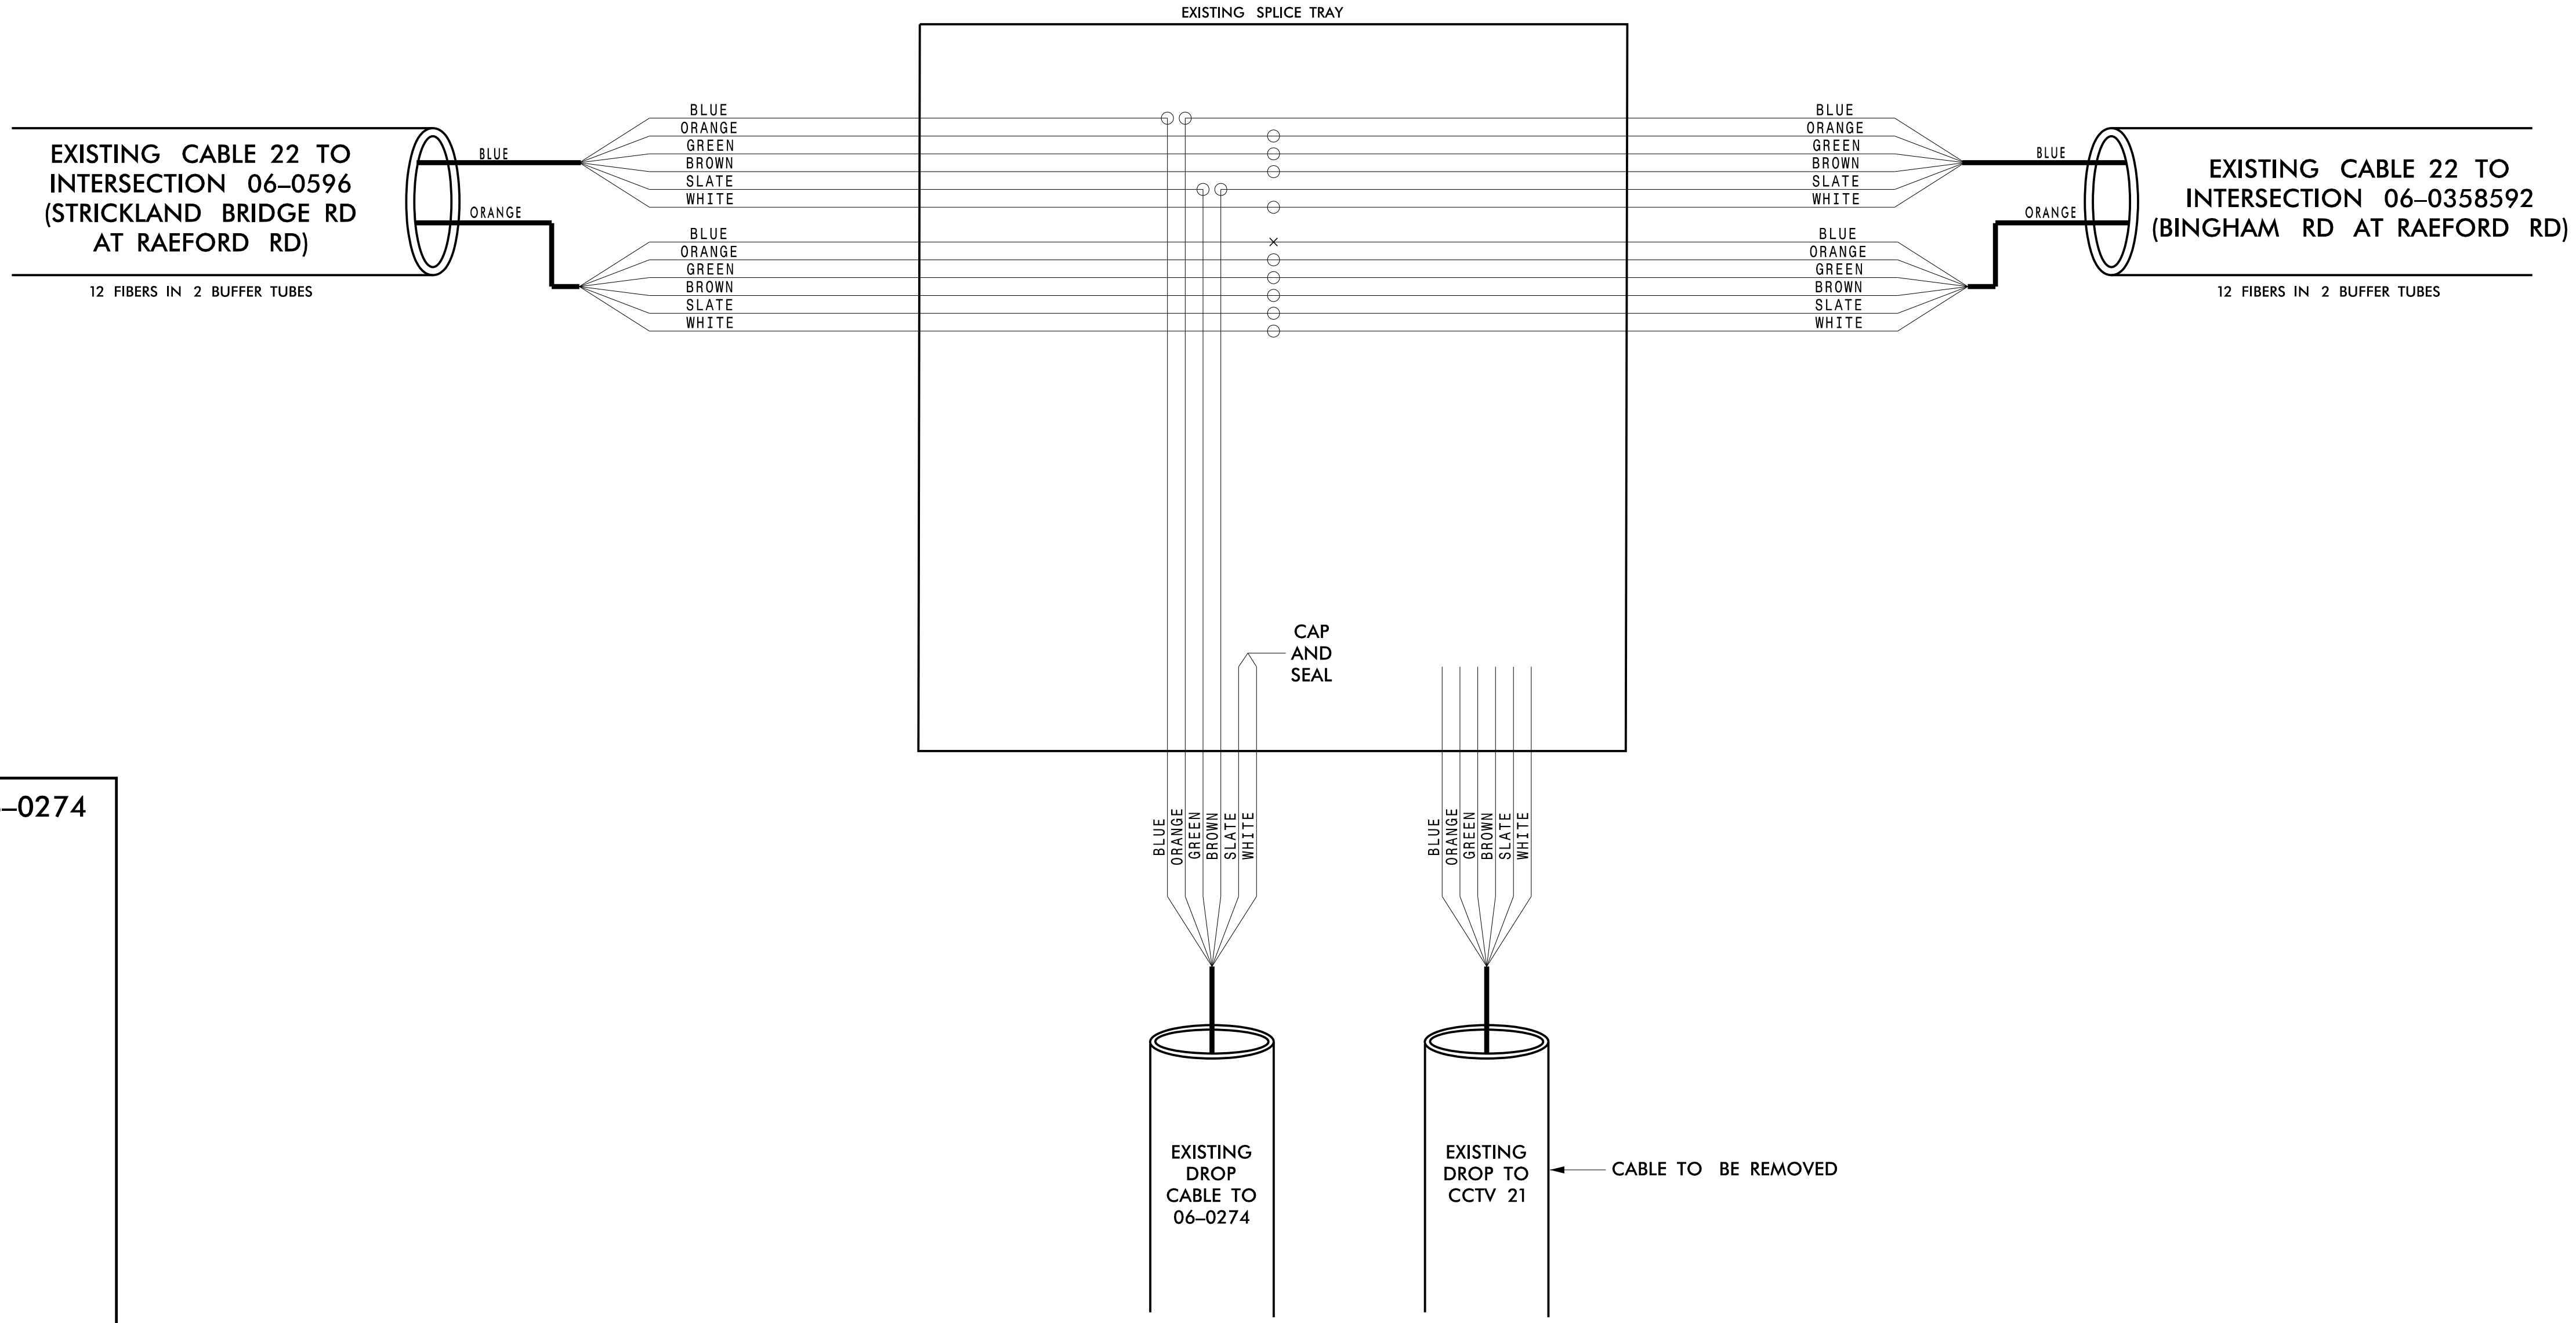 EXISTING SPLICE TRAY
EXISTING CABLE 22 TO
INTERSECTION 06–0596
(STRICKLAND BRIDGE RD
AT RAEFORD RD)
12 FIBERS IN 2 BUFFER TUBES
BLUE
ORANGE
BLUE
ORANGE
GREEN
BROWN
SLATE
WHITE
BLUE
ORANGE
GREEN
BROWN
SLATE
WHITE
BLUE
ORANGE
GREEN
BROWN
SLATE
WHITE
BLUE
ORANGE
GREEN
BROWN
SLATE
WHITE
BLUE
ORANGE
EXISTING CABLE 22 TO
INTERSECTION 06–0358592
(BINGHAM RD AT RAEFORD RD)
12 FIBERS IN 2 BUFFER TUBES
CAP
AND
SEAL
–0274
BLUE
ORANGE
GREEN
BROWN
SLATE
WHITE
BLUE
ORANGE
GREEN
BROWN
SLATE
WHITE
EXISTING
DROP
CABLE TO
06–0274
EXISTING
DROP TO
CCTV 21
CABLE TO BE REMOVED